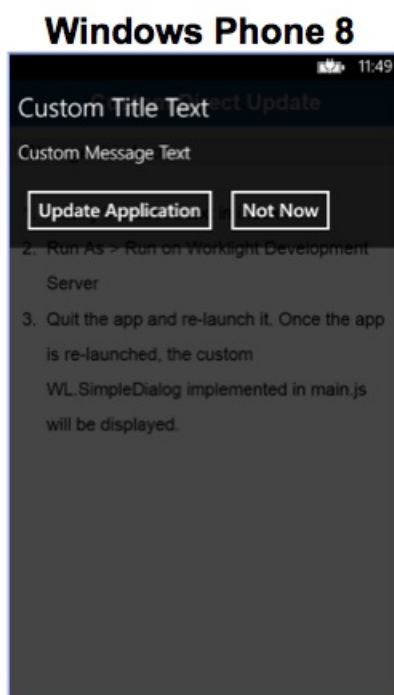 Windows Phone 8
11:49
Custom Title Text
ct Update
Custom Message Text
Update Application
Not Now
2. Run As > Run on Worklight Development
Server
3. Quit the app and re-launch it. Once the app
is re-launched, the custom
WL.SimpleDialog implemented in main.js
will be displayed.